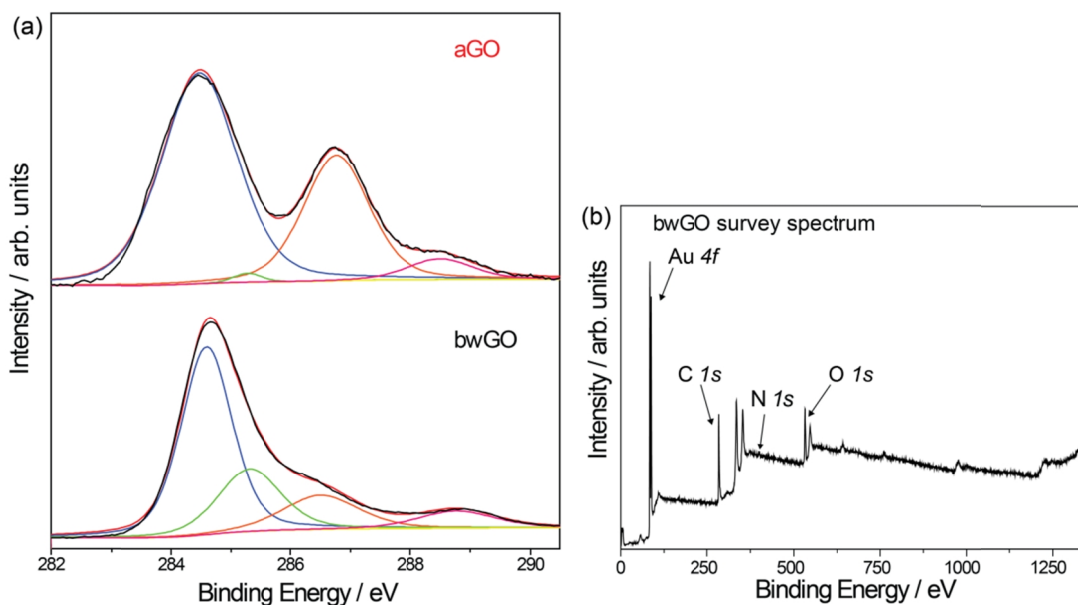 (a)
aGO
bwGO
Intensity / arb. units
282 284 286 288 290
Binding Energy / eV
(b)
bwGO survey spectrum
Au 4f
C 1s
N 1s
O 1s
Intensity / arb. units
0 250 500 750 1000 1250
Binding Energy / eV